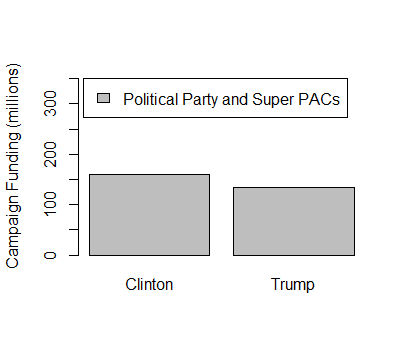 Political Party and Super PACs
Campaign Funding (millions)
300
200
100
0
Clinton
Trump